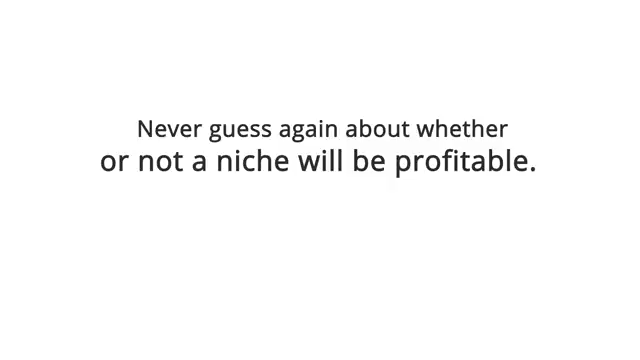 Never guess again about whether
or not a niche will be profitable.